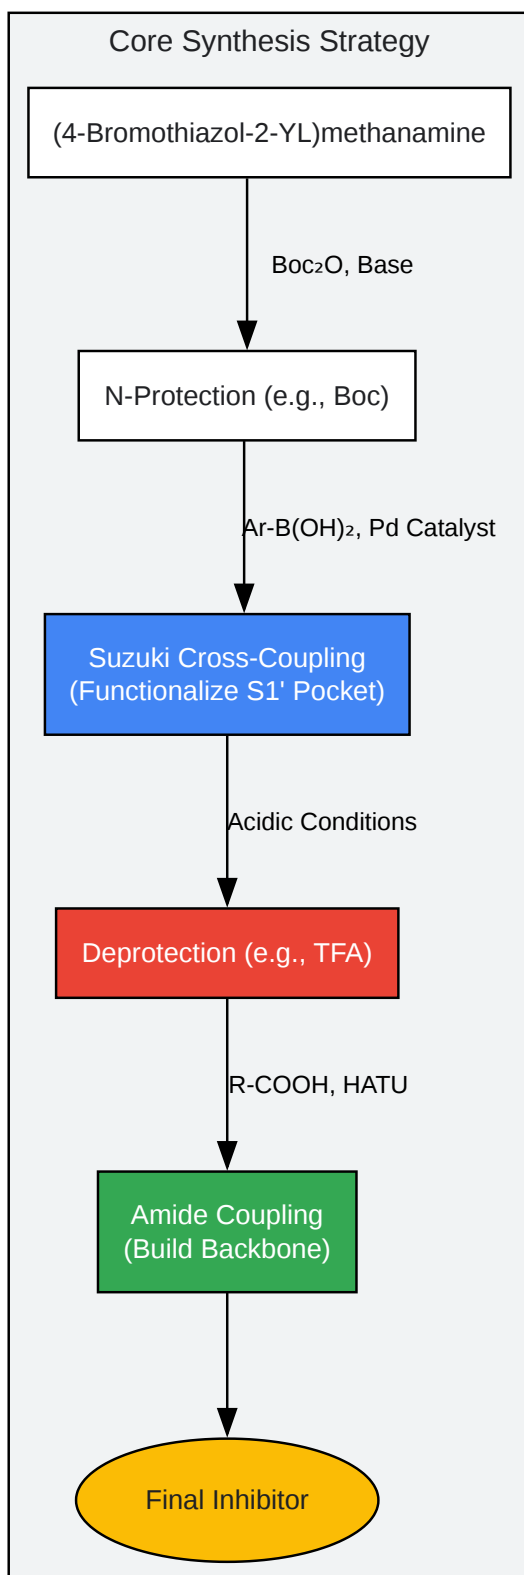 Core Synthesis Strategy
(4-Bromothiazol-2-YL)methanamine
Boc₂O, Base
N-Protection (e.g., Boc)
Ar-B(OH)₂, Pd Catalyst
Suzuki Cross-Coupling
(Functionalize S1' Pocket)
Acidic Conditions
Deprotection (e.g., TFA)
R-COOH, HATU
Amide Coupling
(Build Backbone)
Final Inhibitor